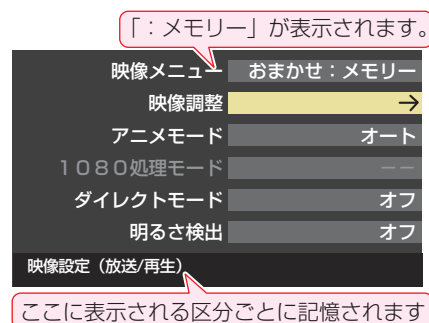 「：メモリー」が表示されます。
映像メニュー おまかせ：メモリー
映像調整 →
アニメモード オート
１０８０処理モード －－
ダイレクトモード オフ
明るさ検出 オフ
映像設定（放送/再生）
ここに表示される区分ごとに記憶されます